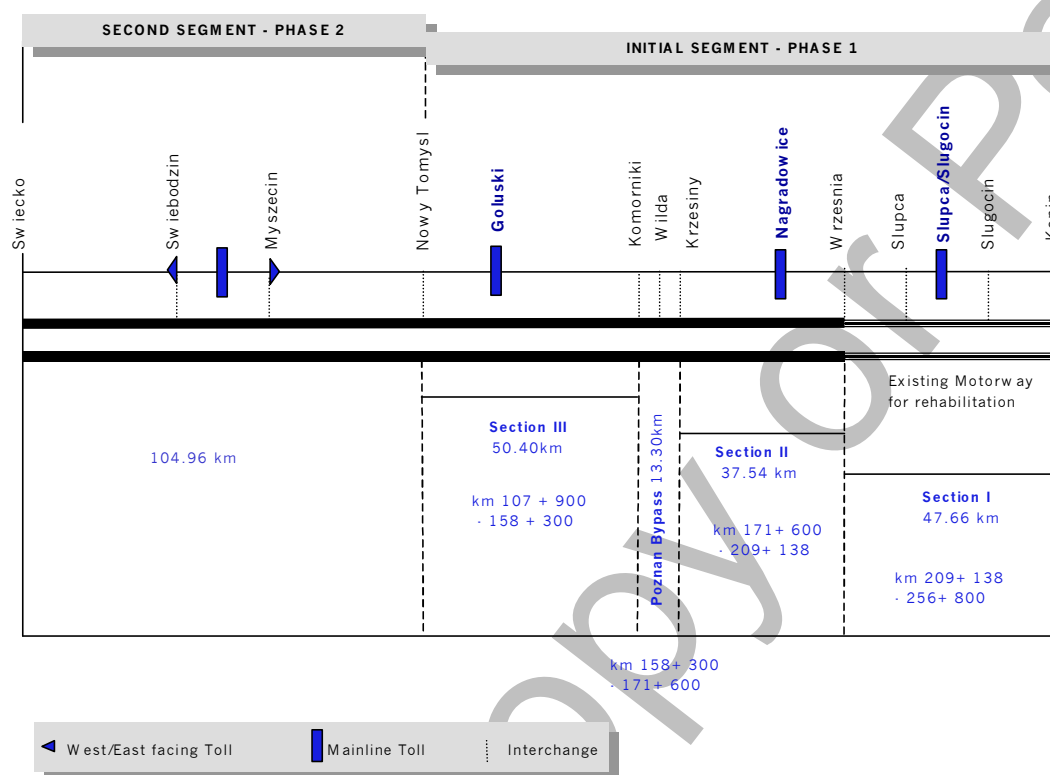 SECOND SEGMENT - PHASE 2
INITIAL SEGMENT - PHASE 1
Swiecko
Swiebodzin
Myszecin
Nowy Tomysl
Goluski
Komorniki
Wilda
Krzesiny
Nagradowice
Wrzesnia
Slupca
Slupca/Slugocin
Slugocin
Existing Motorway
for rehabilitation
104.96 km
Section III
50.40km
km 107 + 900
- 158 + 300
Poznan Bypass 13.30km
Section II
37.54 km
km 171+ 600
- 209+ 138
Section I
47.66 km
km 209+ 138
- 256+ 800
km 158+ 300
- 171+ 600
West/East facing Toll
Mainline Toll
Interchange
opy or P